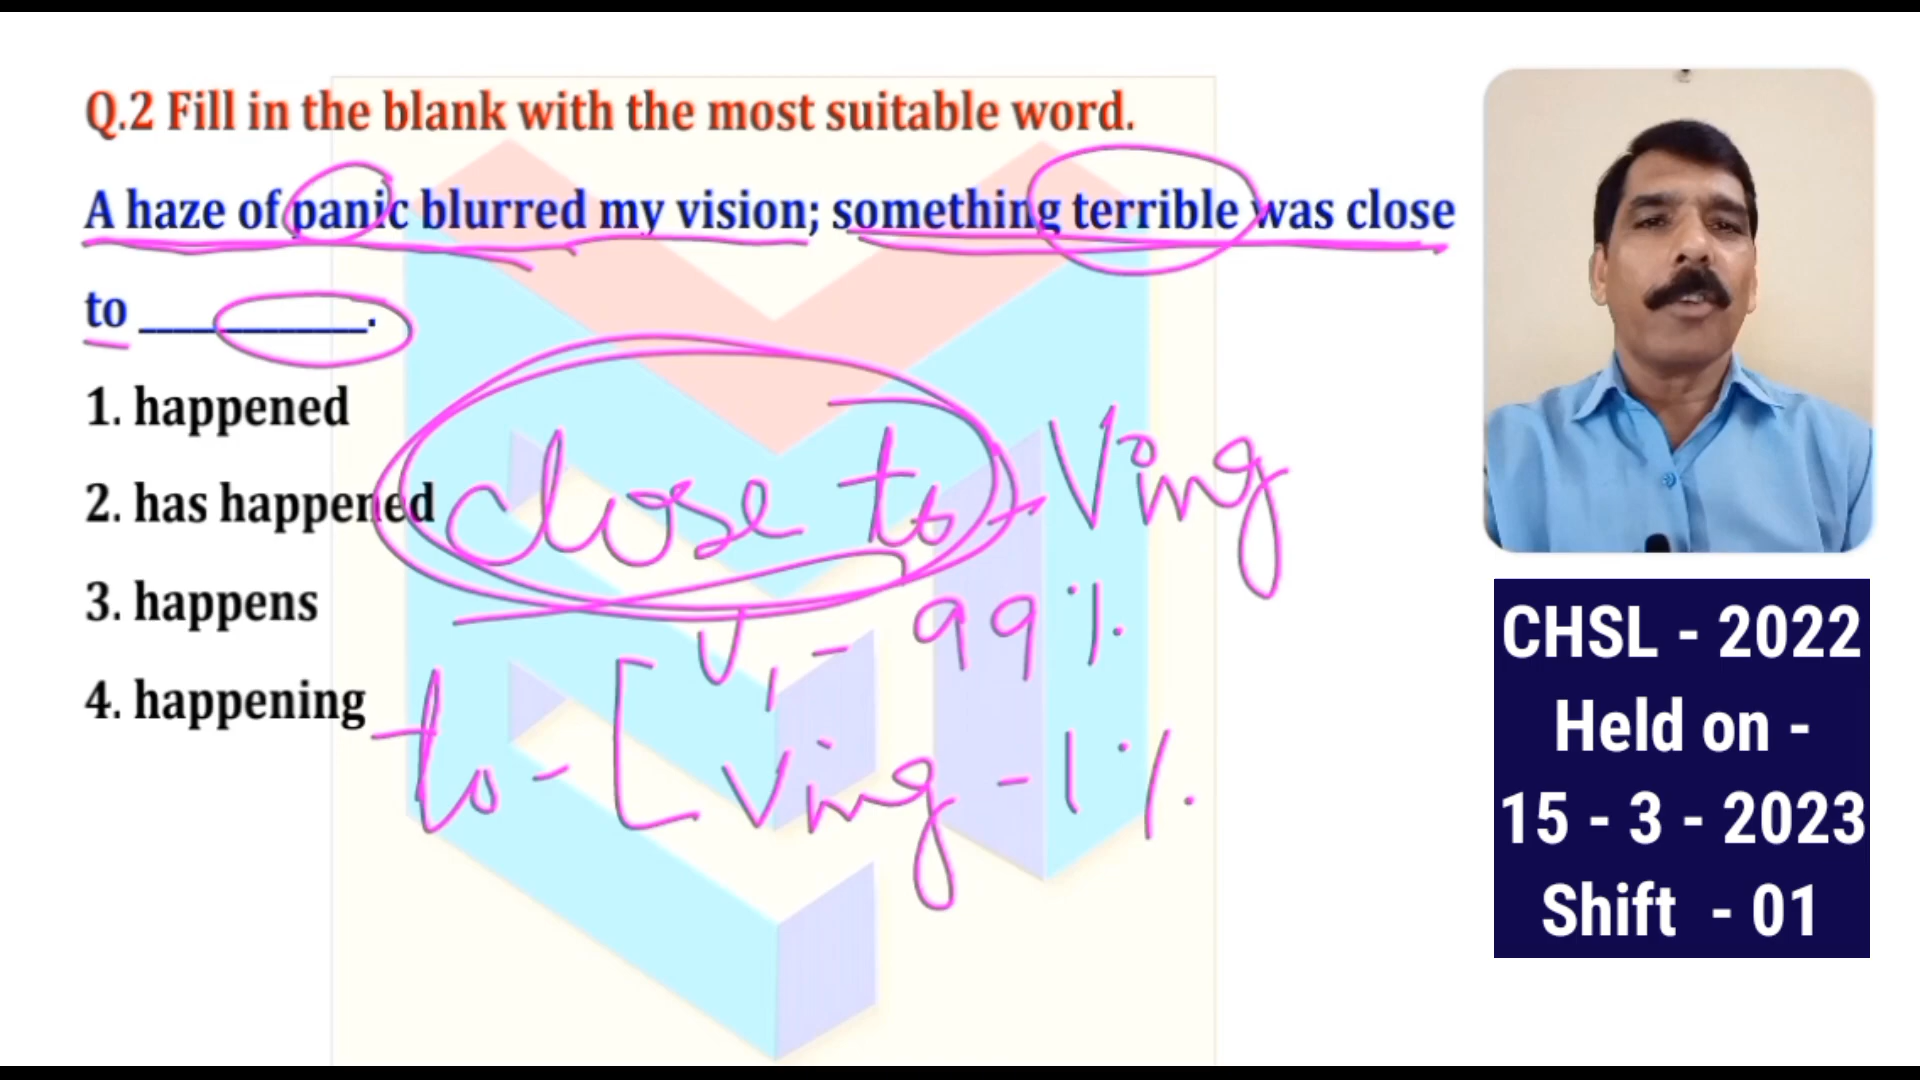 Q.2 Fill in the blank with the most suitable word.
A haze of panic blurred my vision; something terrible was close
to ____________.
1. happened
2. has happened
3. happens
4. happening
close to + Ving
V1 - 99%
to - [ Ving - 1%
CHSL - 2022
Held on -
15 - 3 - 2023
Shift - 01